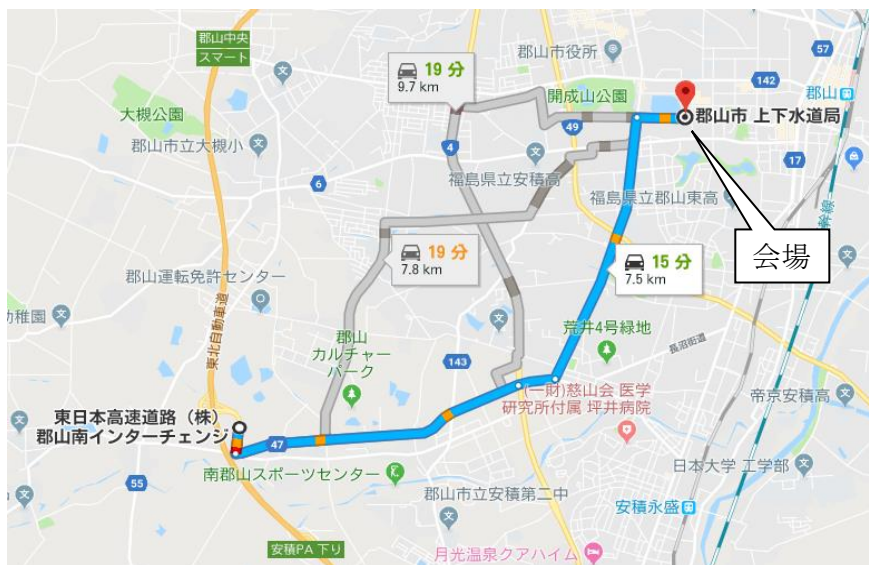 郡山中央
スマート
大槻公園
郡山市立大槻小
6
19 分
9.7 km
4
郡山市役所
開成山公園
49
142
57
郡山
郡山市 上下水道局
17
福島県立安積高
福島県立郡山東高
会場
19 分
7.8 km
15 分
7.5 km
郡山運転免許センター
幼稚園
東北自動車道
郡山
カルチャー
パーク
143
荒井4号緑地
長沼街道
幹線
(一財)慈山会 医学
研究所付属 坪井病院
帝京安積高
東日本高速道路（株）
郡山南インターチェンジ
47
55
南郡山スポーツセンター
郡山市立安積第二中
日本大学 工学部
安積永盛
安積PA 下り
月光温泉クアハイム